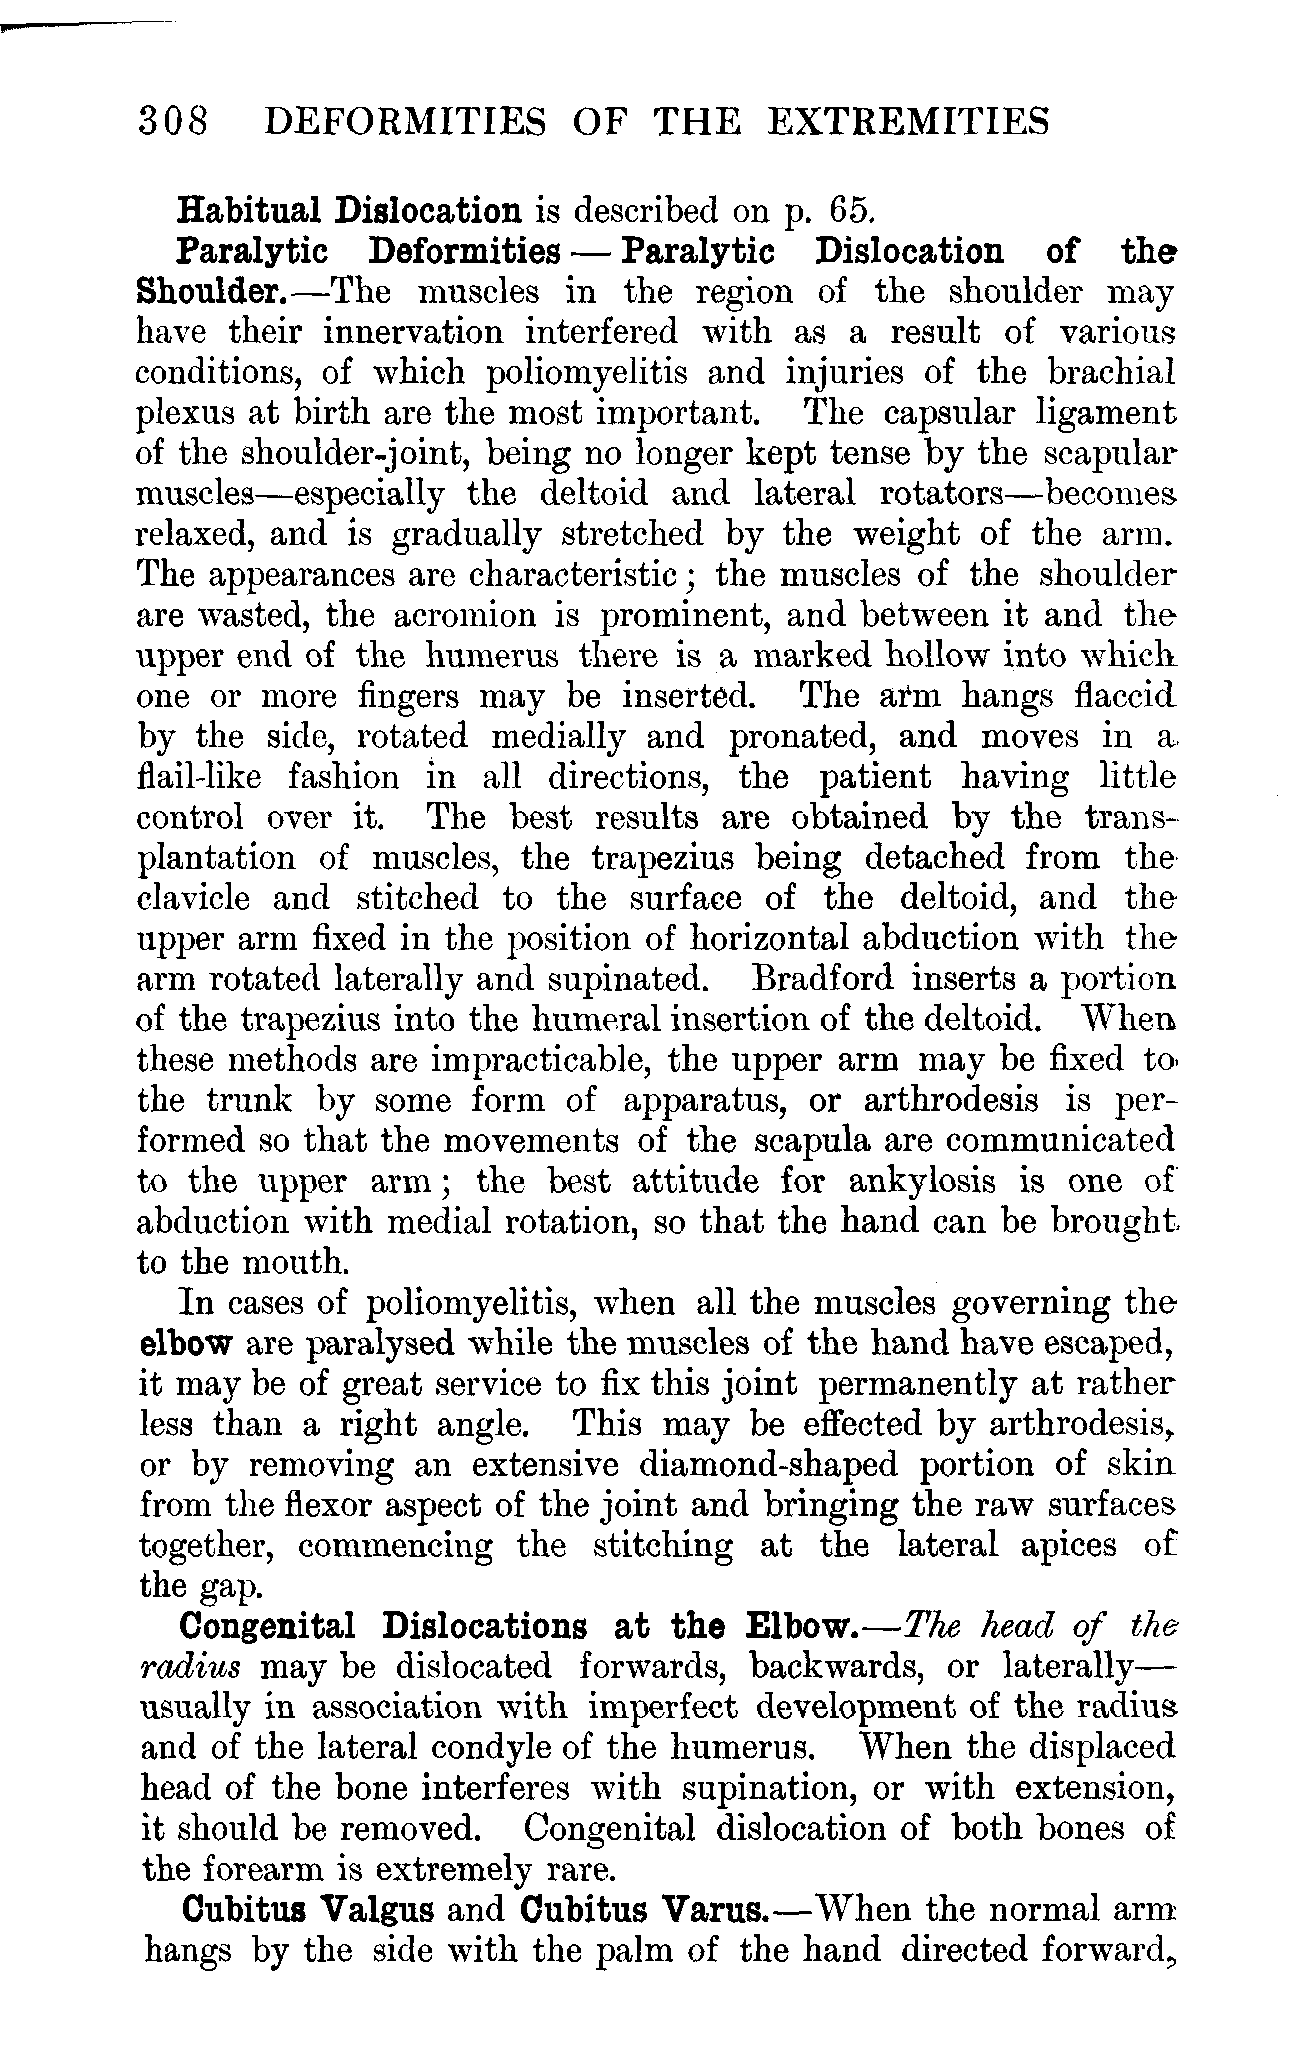 308 DEFORMITIES OF THE EXTREMITIES
Habitual Dislocation is described on p. 65.
Paralytic Deformities — Paralytic Dislocation of the
Shoulder.—The muscles in the region of the shoulder may
have their innervation interfered with as a result of various
conditions, of which poliomyelitis and injuries of the brachial
plexus at birth are the most important. The capsular ligament
of the shoulder-joint, being no longer kept tense by the scapular
muscles—especially the deltoid and lateral rotators—becomes
relaxed, and is gradually stretched by the weight of the arm.
The appearances are characteristic; the muscles of the shoulder
are wasted, the acromion is prominent, and between it and the
upper end of the humerus there is a marked hollow into which
one or more fingers may be inserted. The arm hangs flaccid
by the side, rotated medially and pronated, and moves in a
flail-like fashion in all directions, the patient having little
control over it. The best results are obtained by the trans-
plantation of muscles, the trapezius being detached from the
clavicle and stitched to the surface of the deltoid, and the
upper arm fixed in the position of horizontal abduction with the
arm rotated laterally and supinated. Bradford inserts a portion
of the trapezius into the humeral insertion of the deltoid. When
these methods are impracticable, the upper arm may be fixed to
the trunk by some form of apparatus, or arthrodesis is per-
formed so that the movements of the scapula are communicated
to the upper arm; the best attitude for ankylosis is one of
abduction with medial rotation, so that the hand can be brought
to the mouth.
In cases of poliomyelitis, when all the muscles governing the
elbow are paralysed while the muscles of the hand have escaped,
it may be of great service to fix this joint permanently at rather
less than a right angle. This may be effected by arthrodesis,
or by removing an extensive diamond-shaped portion of skin
from the flexor aspect of the joint and bringing the raw surfaces
together, commencing the stitching at the lateral apices of
the gap.
Congenital Dislocations at the Elbow.—The head of the
radius may be dislocated forwards, backwards, or laterally—
usually in association with imperfect development of the radius
and of the lateral condyle of the humerus. When the displaced
head of the bone interferes with supination, or with extension,
it should be removed. Congenital dislocation of both bones of
the forearm is extremely rare.
Cubitus Valgus and Cubitus Varus.—When the normal arm
hangs by the side with the palm of the hand directed forward,